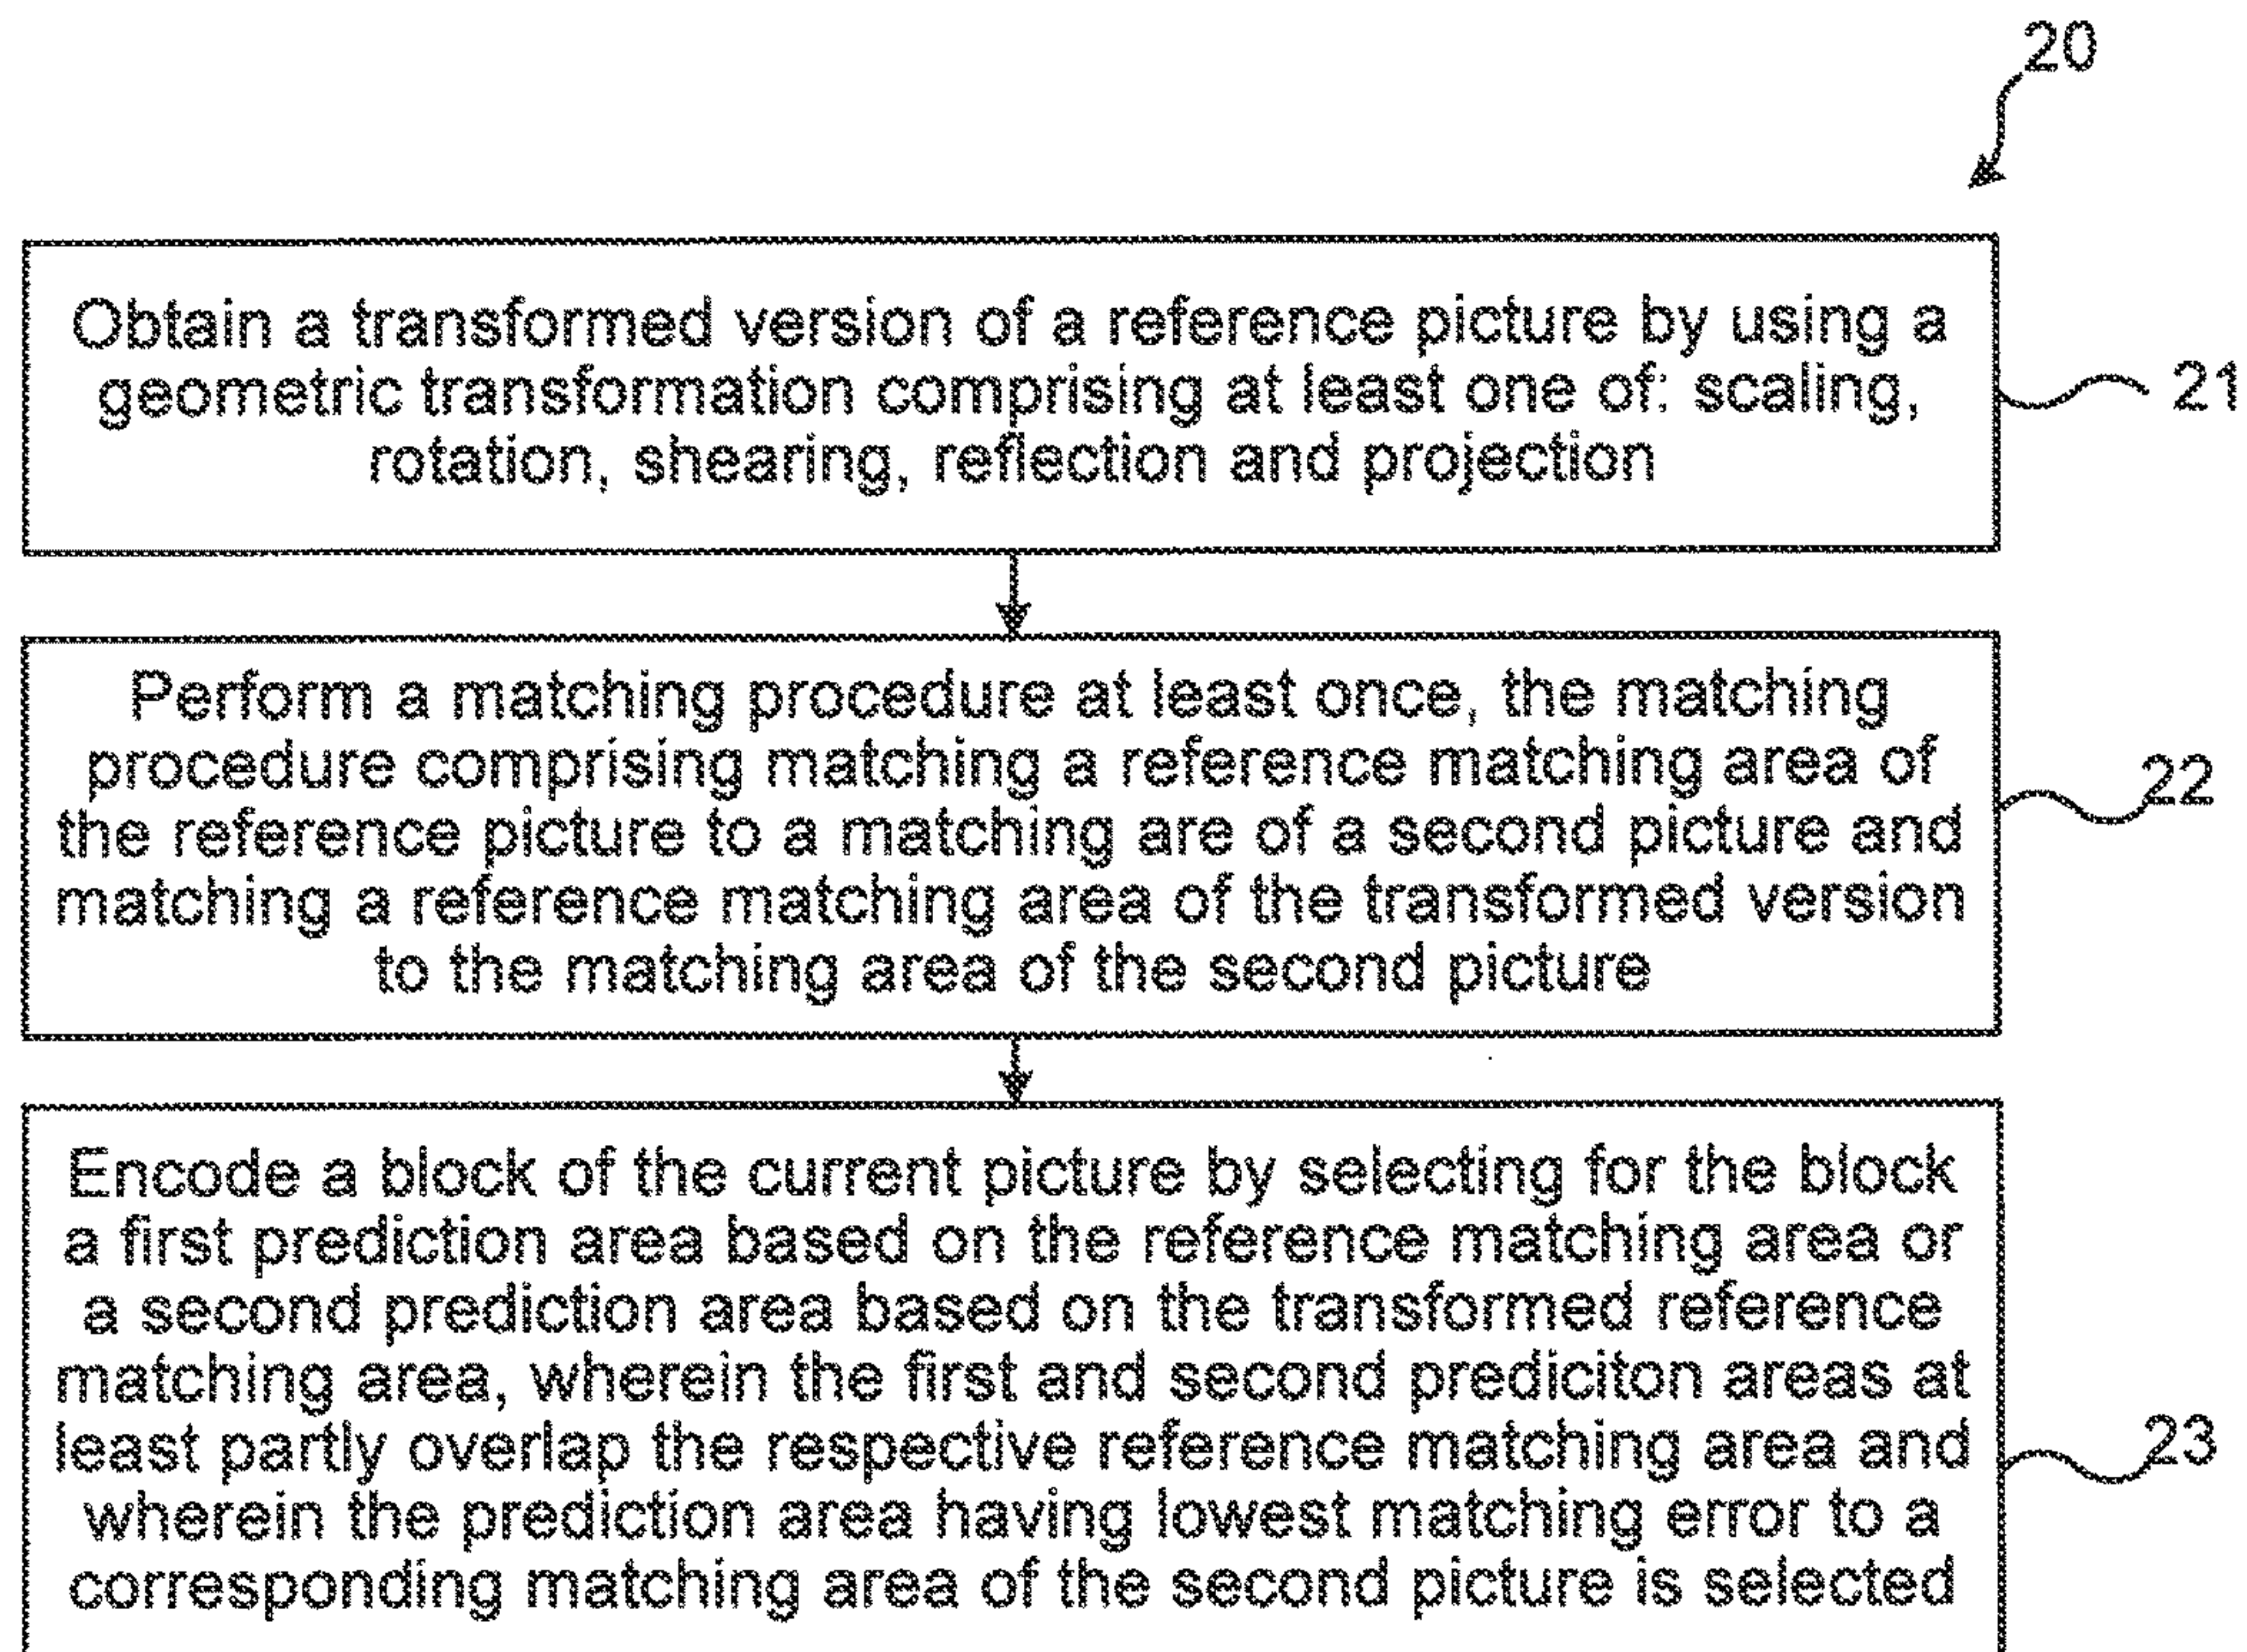 20
Obtain a transformed version of a reference picture by using a
geometric transformation comprising at least one of: scaling,
rotation, shearing, reflection and projection
21
Perform a matching procedure at least once, the matching
procedure comprising matching a reference matching area of
the reference picture to a matching are of a second picture and
matching a reference matching area of the transformed version
to the matching area of the second picture
22
Encode a block of the current picture by selecting for the block
a first prediction area based on the reference matching area or
a second prediction area based on the transformed reference
matching area, wherein the first and second prediciton areas at
least partly overlap the respective reference matching area and
wherein the prediction area having lowest matching error to a
corresponding matching area of the second picture is selected
23